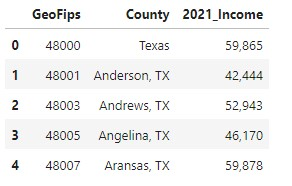 GeoFips County 2021_Income
0 48000 Texas 59,865
1 48001 Anderson, TX 42,444
2 48003 Andrews, TX 52,943
3 48005 Angelina, TX 46,170
4 48007 Aransas, TX 59,878